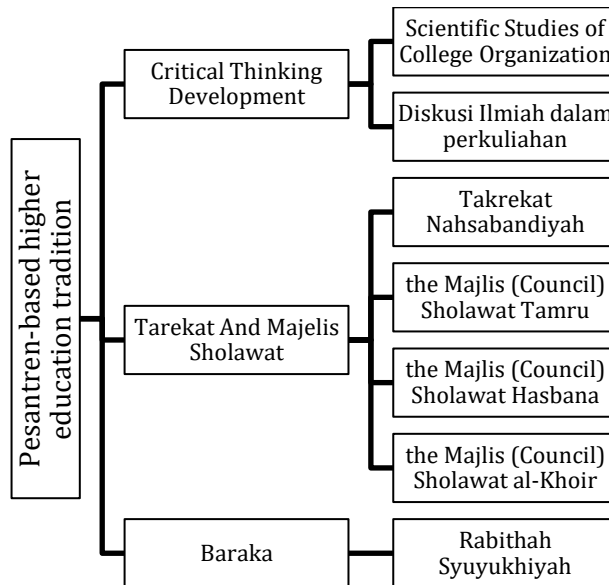 Pesantren-based higher
education tradition
Critical Thinking
Development
Scientific Studies of
College Organization
Diskusi Ilmiah dalam
perkuliahan
Tarekat And Majelis
Sholawat
Takrekat
Nahsabandiyah
the Majlis (Council)
Sholawat Tamru
the Majlis (Council)
Sholawat Hasbana
the Majlis (Council)
Sholawat al-Khoir
Baraka
Rabithah
Syuyukhiyah